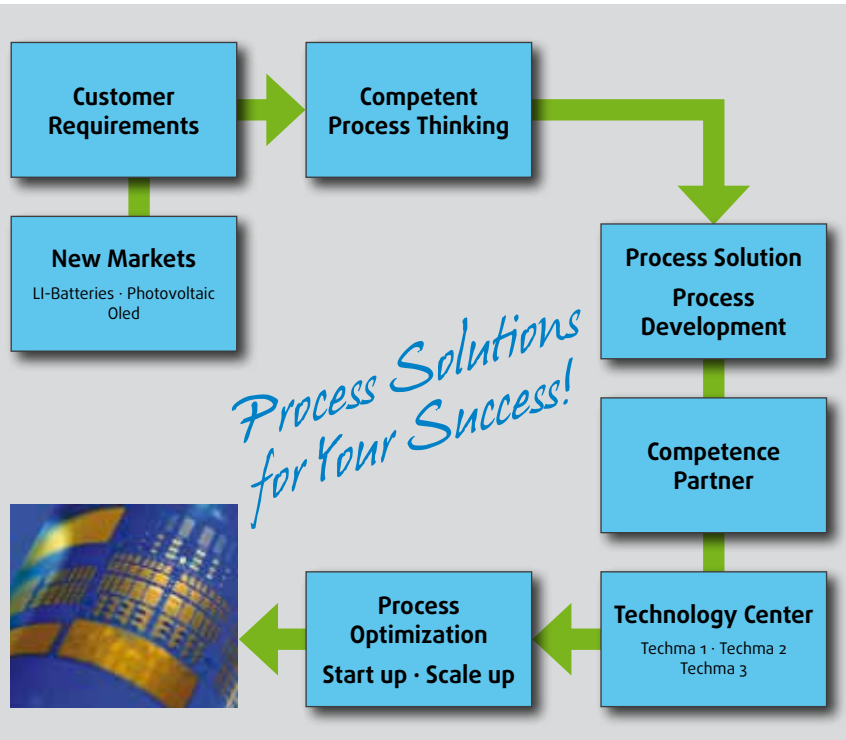 Customer
Requirements
Competent
Process Thinking
New Markets
LI-Batteries · Photovoltaic
Oled
Process Solution
Process
Development
Process Solutions
for Your Success!
Competence
Partner
Technology Center
Techma 1 · Techma 2
Techma 3
Process
Optimization
Start up · Scale up